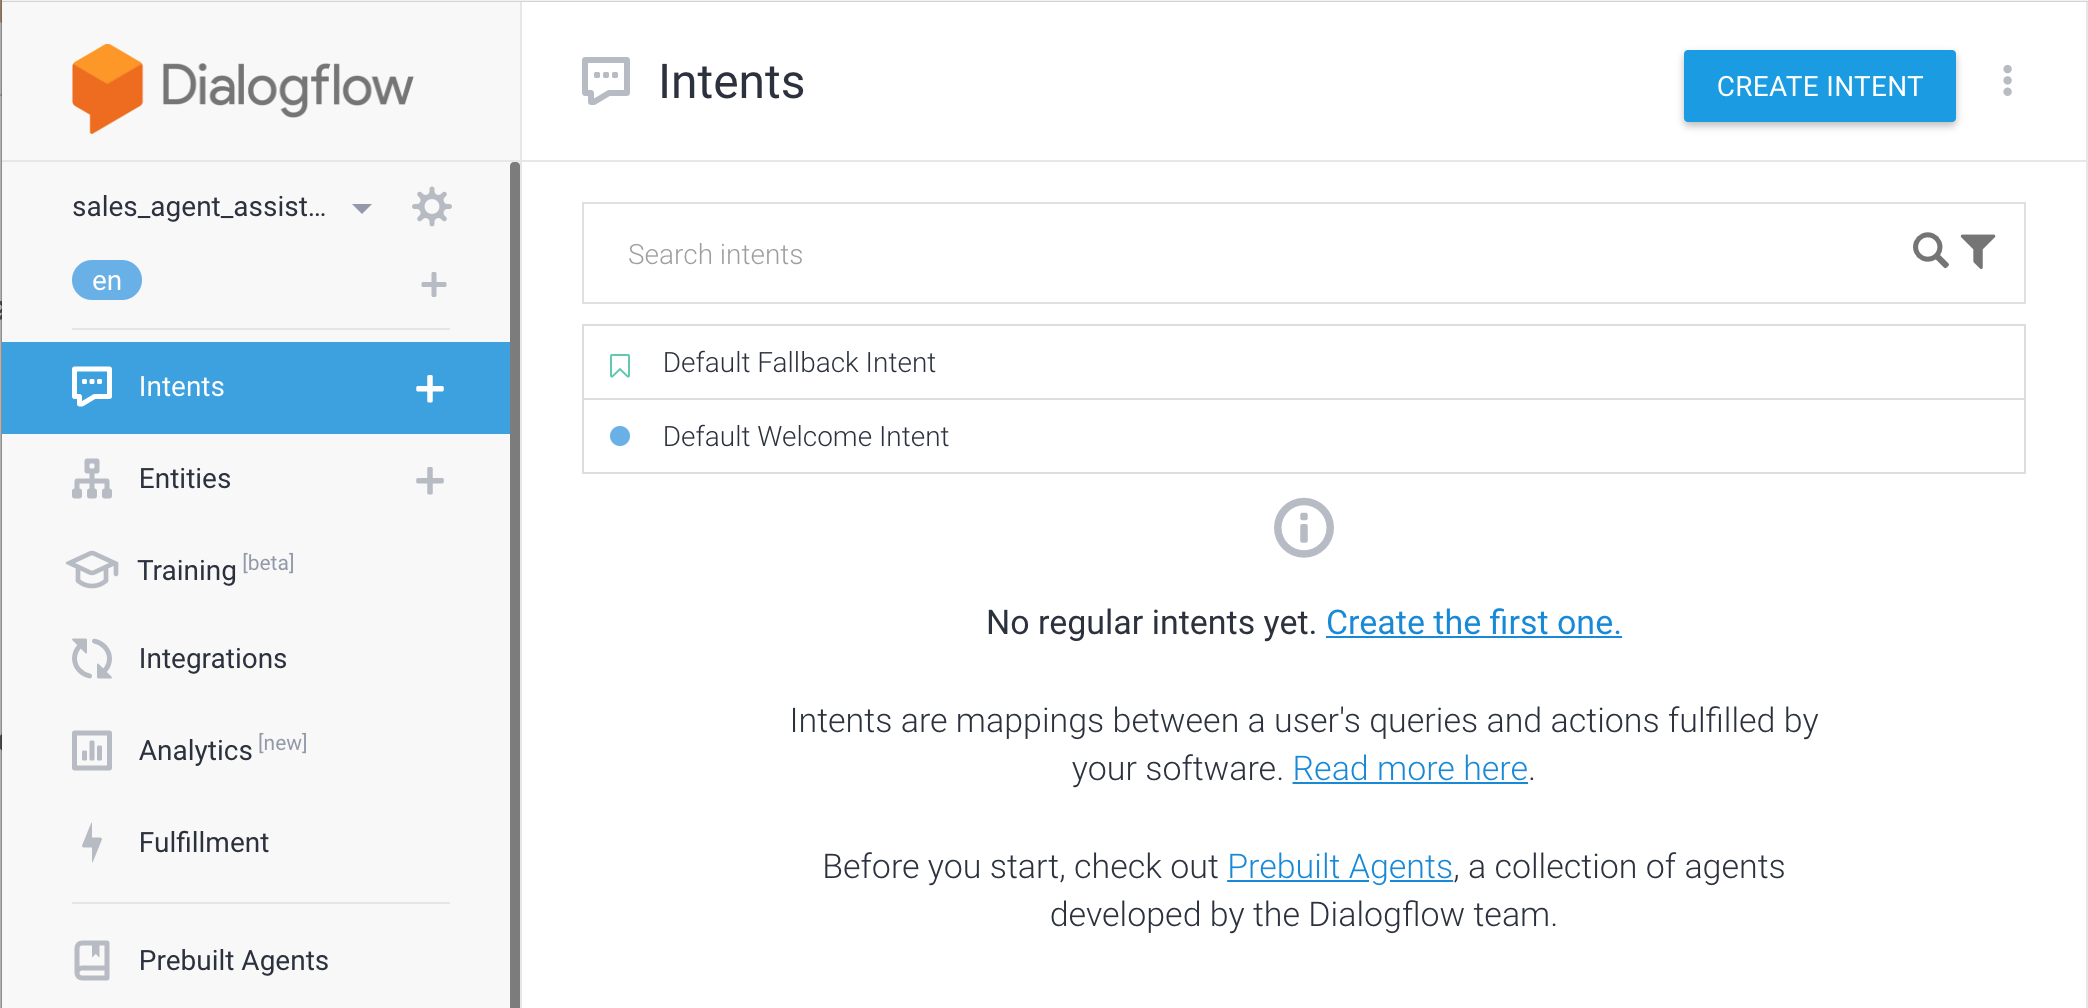 Dialogflow
sales_agent_assist...
en
Intents
Entities
Training [beta]
Integrations
Analytics [new]
Fulfillment
Prebuilt Agents
Intents
CREATE INTENT
Search intents
Default Fallback Intent
Default Welcome Intent
No regular intents yet. Create the first one.
Intents are mappings between a user's queries and actions fulfilled by
your software. Read more here.
Before you start, check out Prebuilt Agents, a collection of agents
developed by the Dialogflow team.